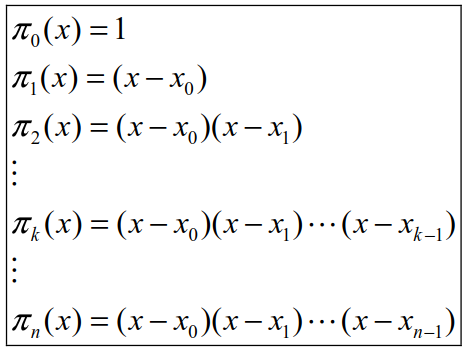 π₀(x) = 1
π₁(x) = (x − x₀)
π₂(x) = (x − x₀)(x − x₁)
⋮
πₖ(x) = (x − x₀)(x − x₁)⋯(x − xₖ₋₁)
⋮
πₙ(x) = (x − x₀)(x − x₁)⋯(x − xₙ₋₁)